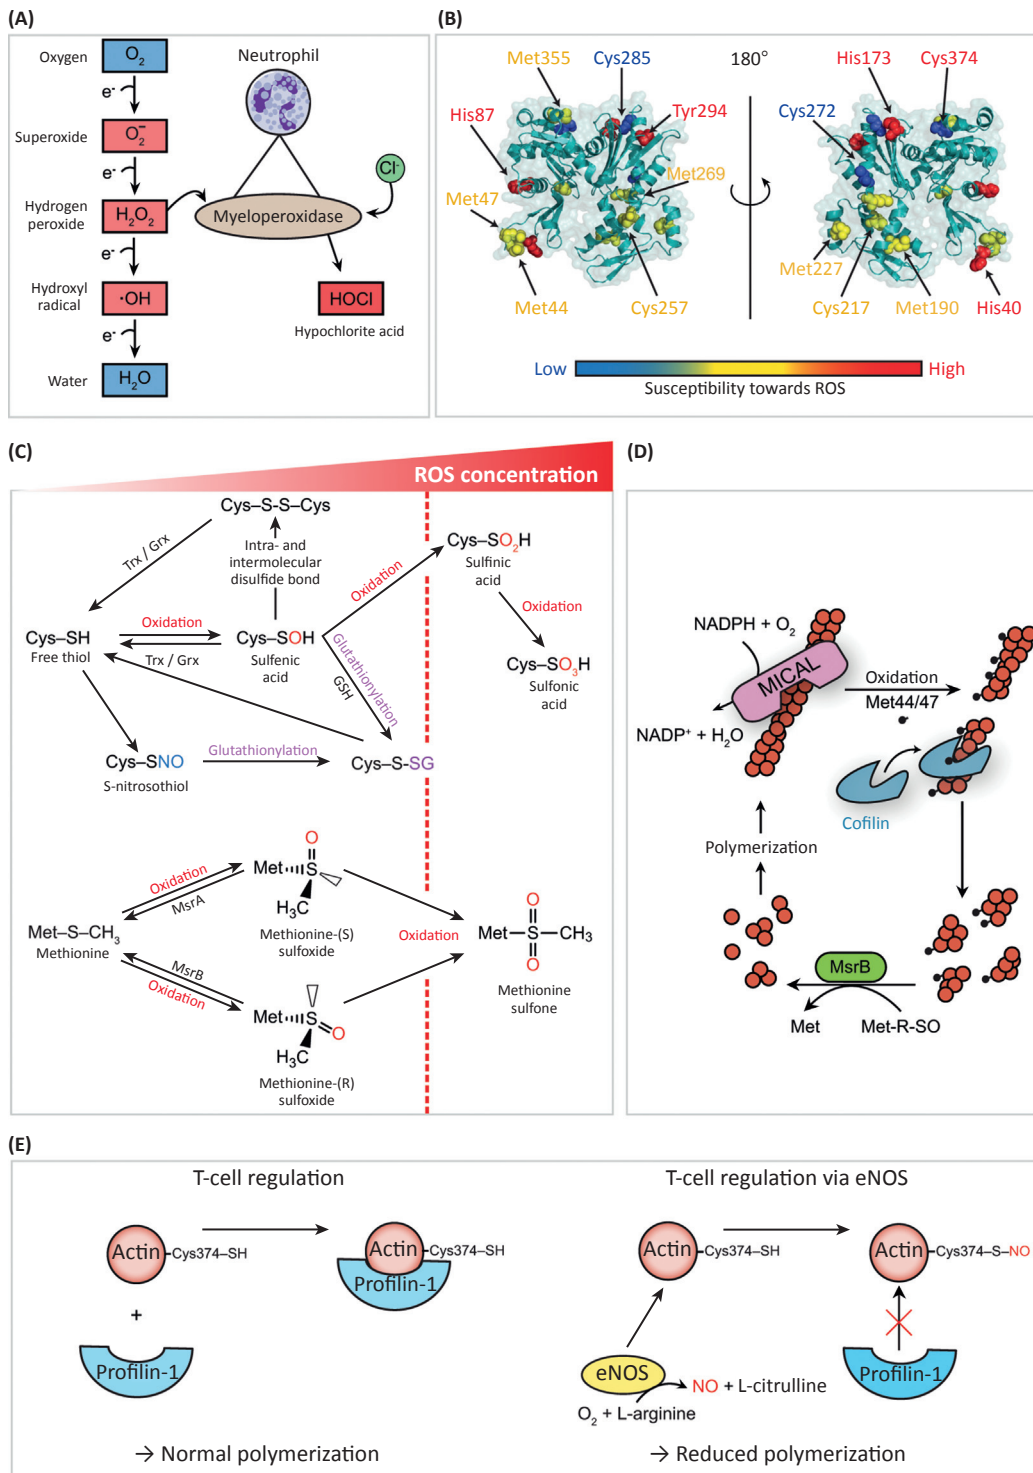 (A)
Oxygen
O2
e-
Superoxide
O2−
e-
Hydrogen
peroxide
H2O2
e-
Hydroxyl
radical
·OH
e-
Water
H2O
Neutrophil
Cl-
Myeloperoxidase
HOCl
Hypochlorite acid
(B)
Met355
Cys285
180°
His173
Cys374
His87
Tyr294
Cys272
Met269
Met47
Met227
Met44
Cys257
Cys217
Met190
His40
Low
High
Susceptibility towards ROS
(C)
ROS concentration
Cys–S-S–Cys
Trx / Grx
Intra- and
intermolecular
disulfide bond
Oxidation
Cys–SO2H
Sulfinic
acid
Oxidation
Cys–SH
Free thiol
Oxidation
Trx / Grx
Cys–SOH
Sulfenic
acid
Glutathionylation
GSH
Cys–SO3H
Sulfonic
acid
Cys–SNO
S-nitrosothiol
Glutathionylation
Cys–S-SG
O
Met
S
H3C
Methionine-(S)
sulfoxide
Oxidation
MsrA
Met–S–CH3
Methionine
MsrB
Oxidation
Oxidation
O
Met–S–CH3
O
Methionine
sulfone
Met
S
O
H3C
Methionine-(R)
sulfoxide
(D)
NADPH + O2
MICAL
NADP+ + H2O
Oxidation
Met44/47
Cofilin
Polymerization
MsrB
Met
Met-R-SO
(E)
T-cell regulation
Actin
Cys374–SH
+
Profilin-1
Actin
Cys374–SH
Profilin-1
→ Normal polymerization
T-cell regulation via eNOS
Actin
Cys374–SH
Actin
Cys374–S–NO
eNOS
NO + L-citrulline
O2 + L-arginine
Profilin-1
→ Reduced polymerization